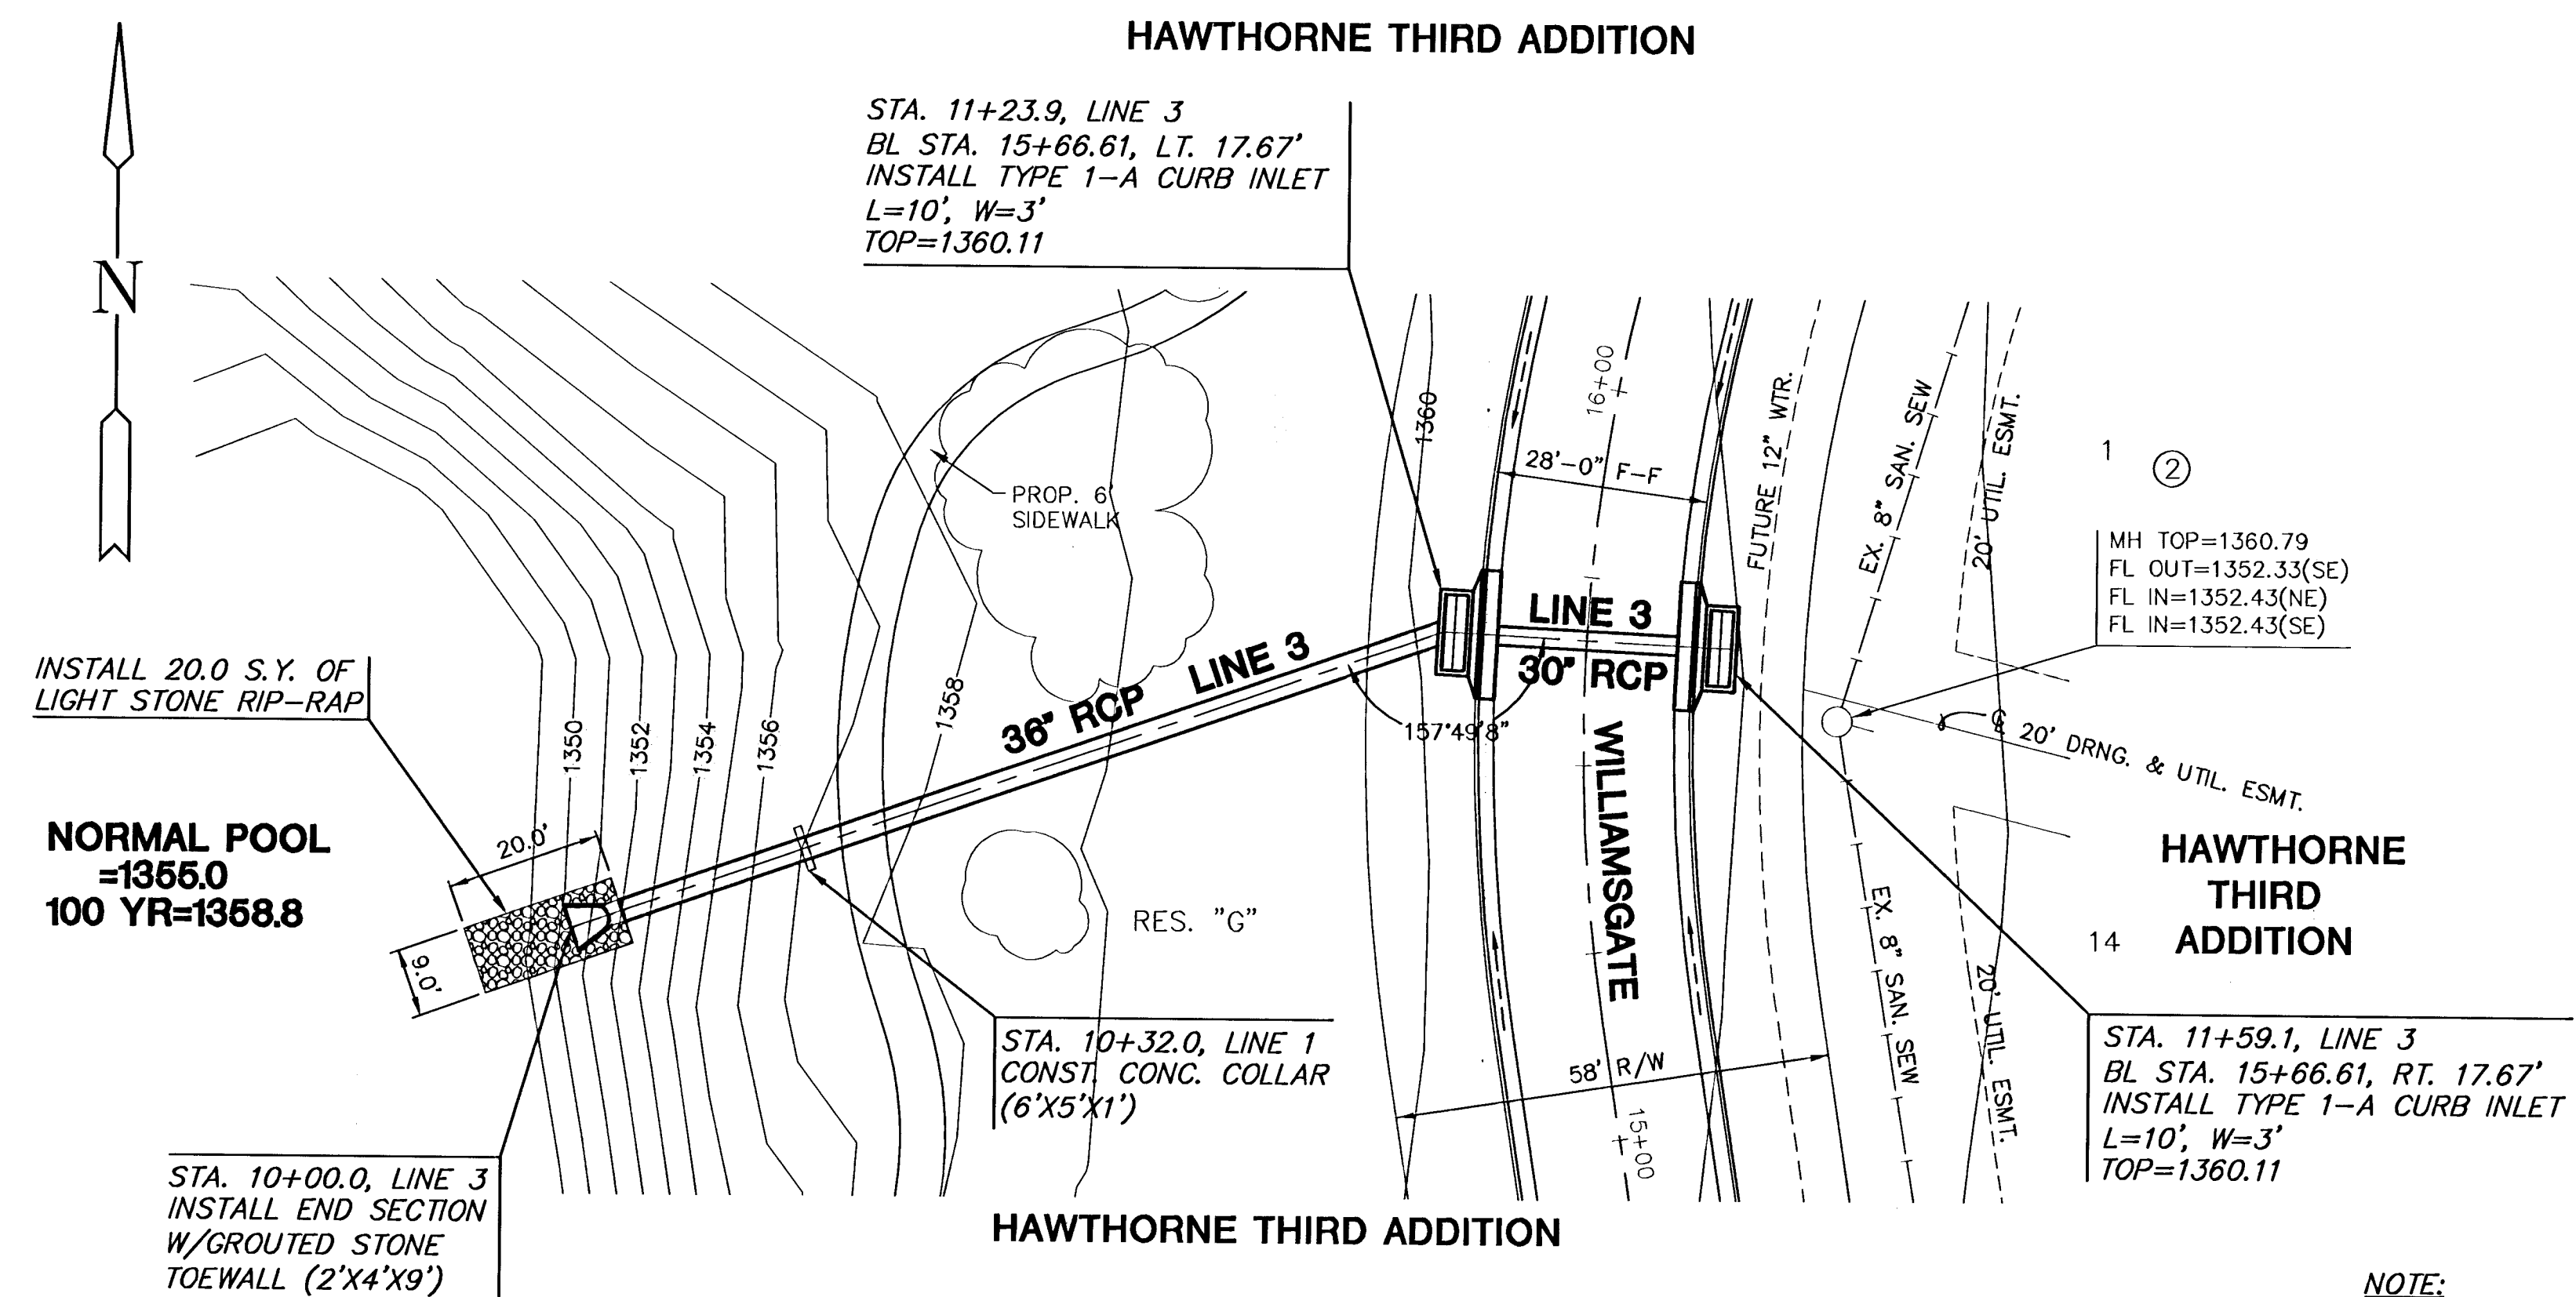 HAWTHORNE THIRD ADDITION
STA. 11+23.9, LINE 3
BL STA. 15+66.61, LT. 17.67'
INSTALL TYPE 1-A CURB INLET
L=10', W=3'
TOP=1360.11
N
1360
16+00
28'-0" F-F
FUTURE 12" WTR.
EX. 8" SAN. SEW
20' UTIL. ESMT.
1
2
PROP. 6'
SIDEWALK
MH TOP=1360.79
FL OUT=1352.33(SE)
FL IN=1352.43(NE)
FL IN=1352.43(SE)
LINE 3
30" RCP
INSTALL 20.0 S.Y. OF
LIGHT STONE RIP-RAP
36" RCP LINE 3
157°49'8"
1350
1352
1354
1356
1358
WILLIAMSGATE
℄ 20' DRNG. & UTIL. ESMT.
NORMAL POOL
=1355.0
100 YR=1358.8
20.0'
9.0'
RES. "G"
HAWTHORNE
THIRD
ADDITION
14
EX. 8" SAN. SEW
20' UTIL. ESMT.
STA. 10+32.0, LINE 1
CONST. CONC. COLLAR
(6'X5'X1')
58' R/W
15+00
STA. 11+59.1, LINE 3
BL STA. 15+66.61, RT. 17.67'
INSTALL TYPE 1-A CURB INLET
L=10', W=3'
TOP=1360.11
STA. 10+00.0, LINE 3
INSTALL END SECTION
W/GROUTED STONE
TOEWALL (2'X4'X9')
HAWTHORNE THIRD ADDITION
NOTE: